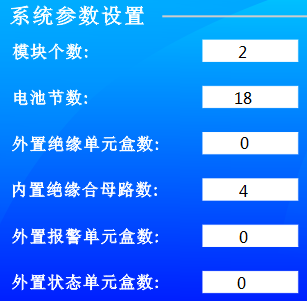 系统参数设置
模块个数: 2
电池节数: 18
外置绝缘单元盒数: 0
内置绝缘合母路数: 4
外置报警单元盒数: 0
外置状态单元盒数: 0